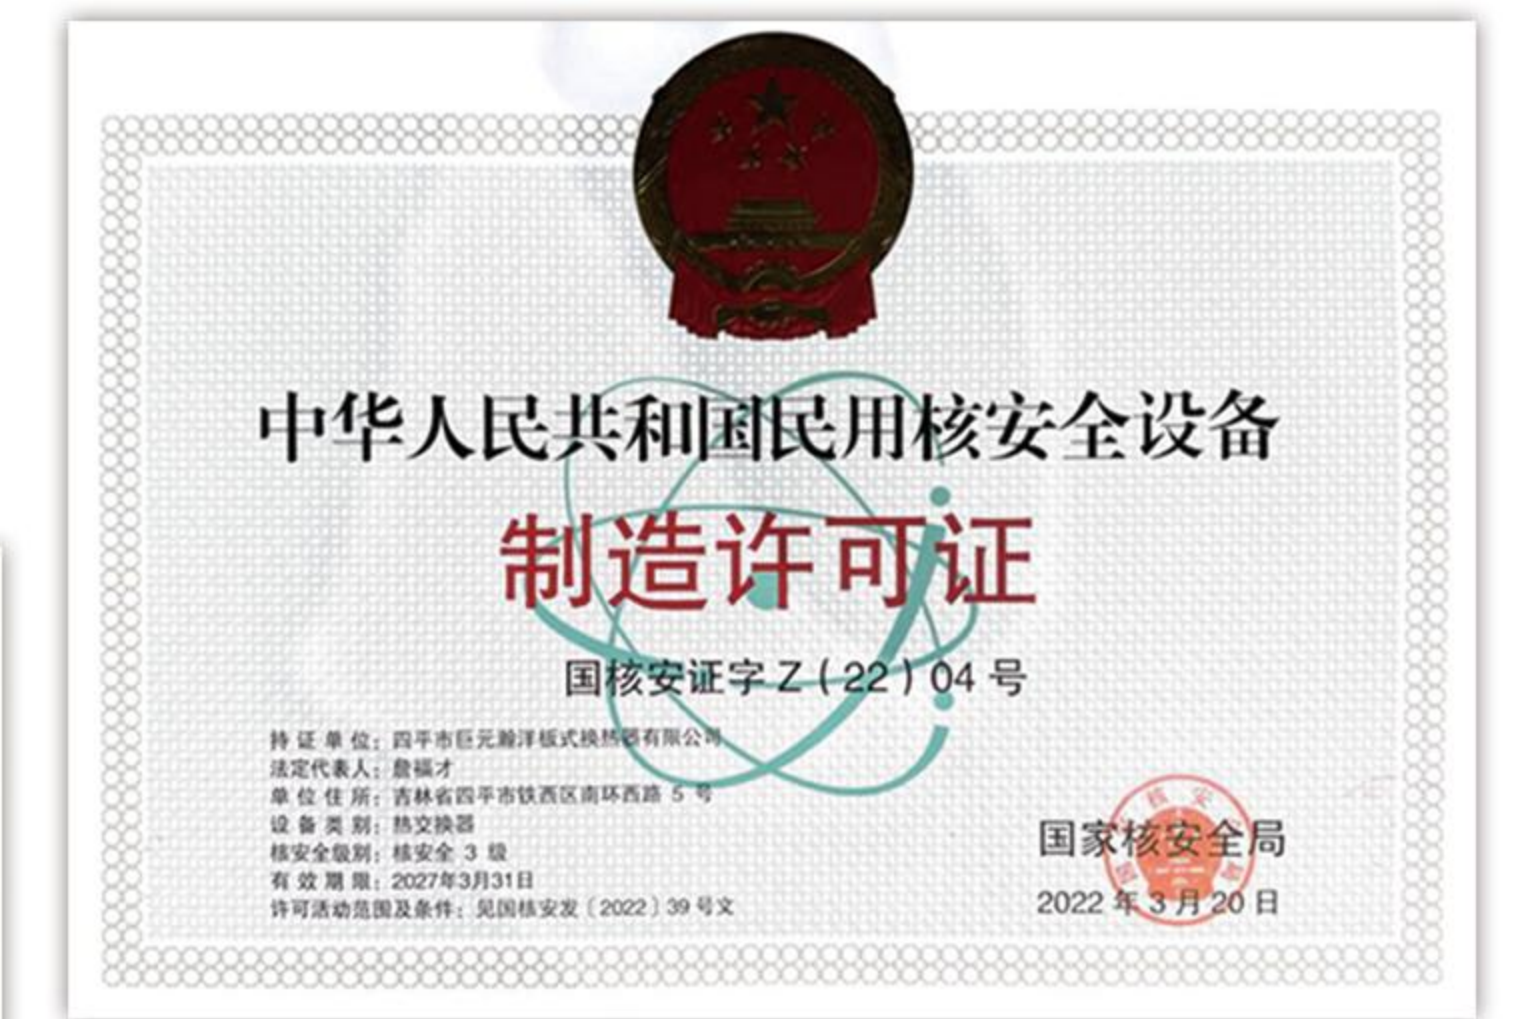 中华人民共和国民用核安全设备
制造许可证
国核安证字 Z（22）04 号
持证单位：四平市巨元瀚洋板式换热器有限公司
法定代表人：詹福才
单位住所：吉林省四平市铁西区南环西路 5 号
设备类别：热交换器
核安全级别：核安全 3 级
有效期限：2027年3月31日
许可活动范围及条件：见国核安发〔2022〕39号文
国家核安全局
2022 年 3 月 20 日